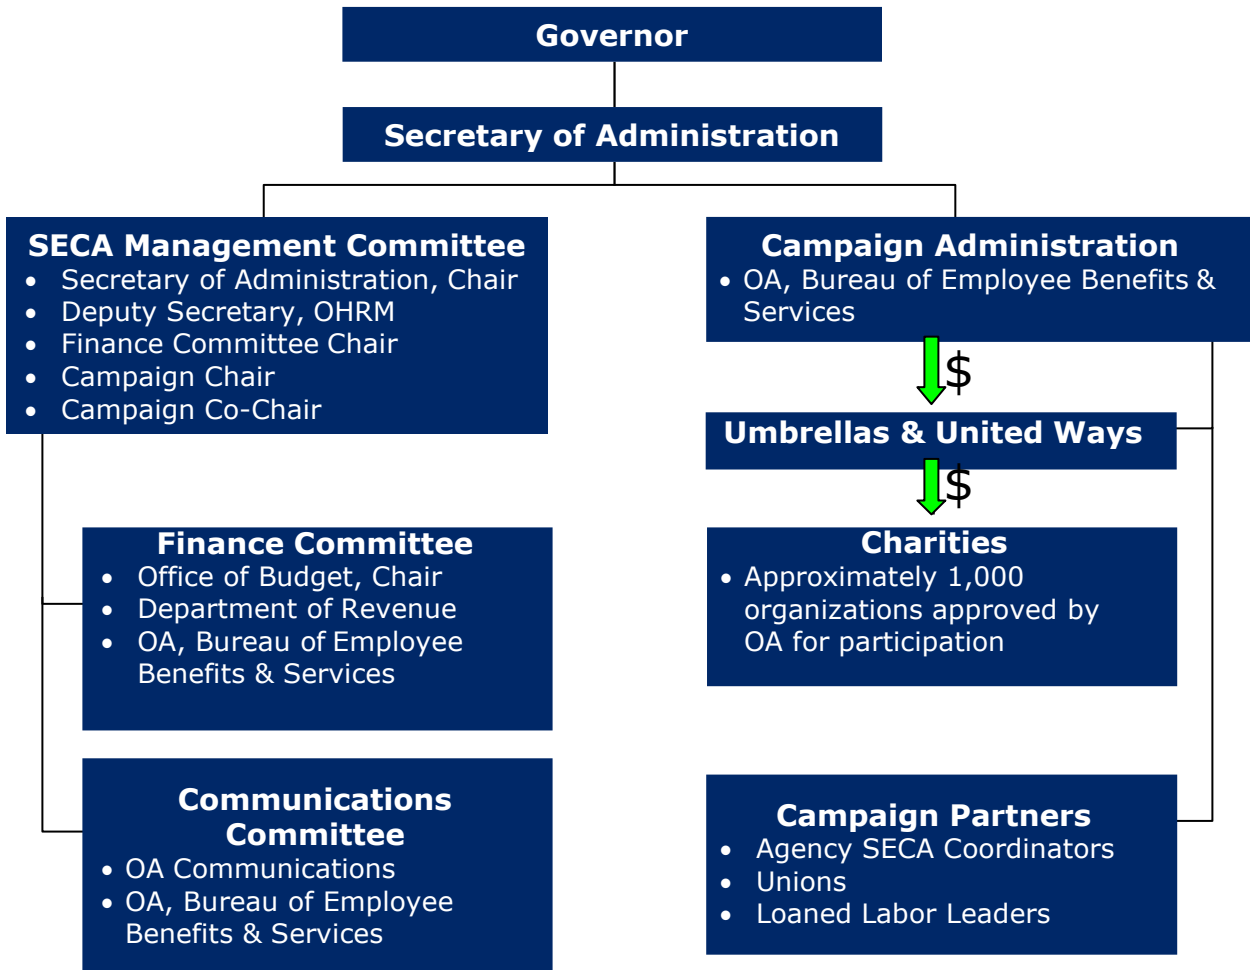 Governor
Secretary of Administration
SECA Management Committee
• Secretary of Administration, Chair
• Deputy Secretary, OHRM
• Finance Committee Chair
• Campaign Chair
• Campaign Co-Chair
Campaign Administration
• OA, Bureau of Employee Benefits &
Services
$
Umbrellas & United Ways
$
Finance Committee
• Office of Budget, Chair
• Department of Revenue
• OA, Bureau of Employee
Benefits & Services
Charities
• Approximately 1,000
organizations approved by
OA for participation
Communications
Committee
• OA Communications
• OA, Bureau of Employee
Benefits & Services
Campaign Partners
• Agency SECA Coordinators
• Unions
• Loaned Labor Leaders